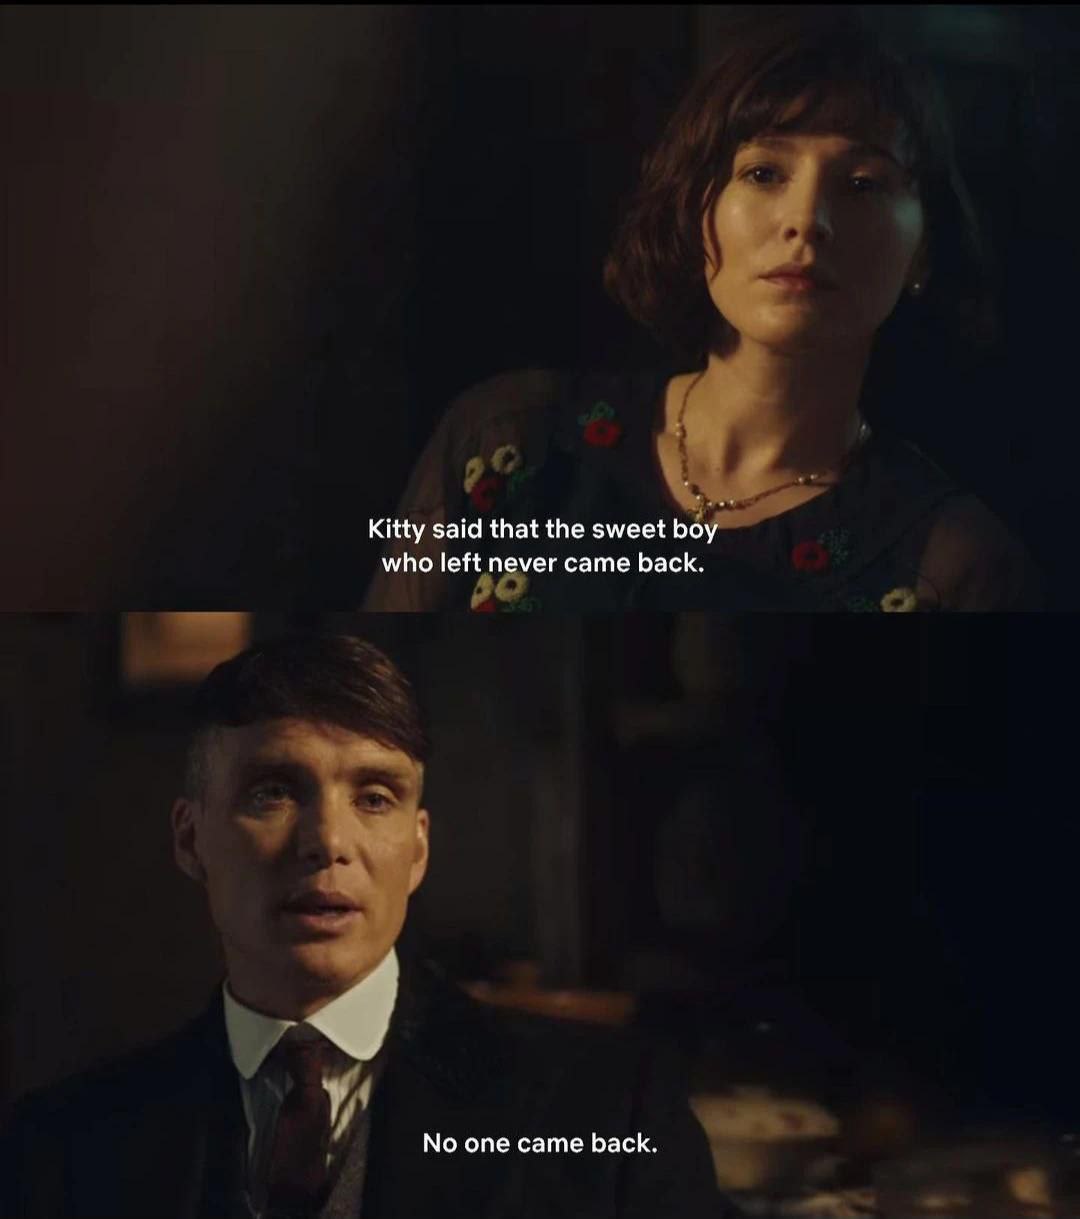 Kitty said that the sweet boy
who left never came back.
No one came back.